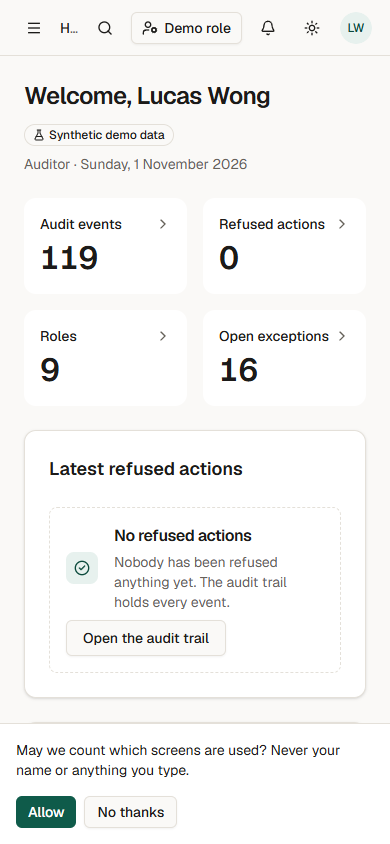 H...
Demo role
LW
Welcome, Lucas Wong
Synthetic demo data
Auditor · Sunday, 1 November 2026
Audit events
119
Refused actions
0
Roles
9
Open exceptions
16
Latest refused actions
No refused actions
Nobody has been refused
anything yet. The audit trail
holds every event.
Open the audit trail
May we count which screens are used? Never your
name or anything you type.
Allow
No thanks